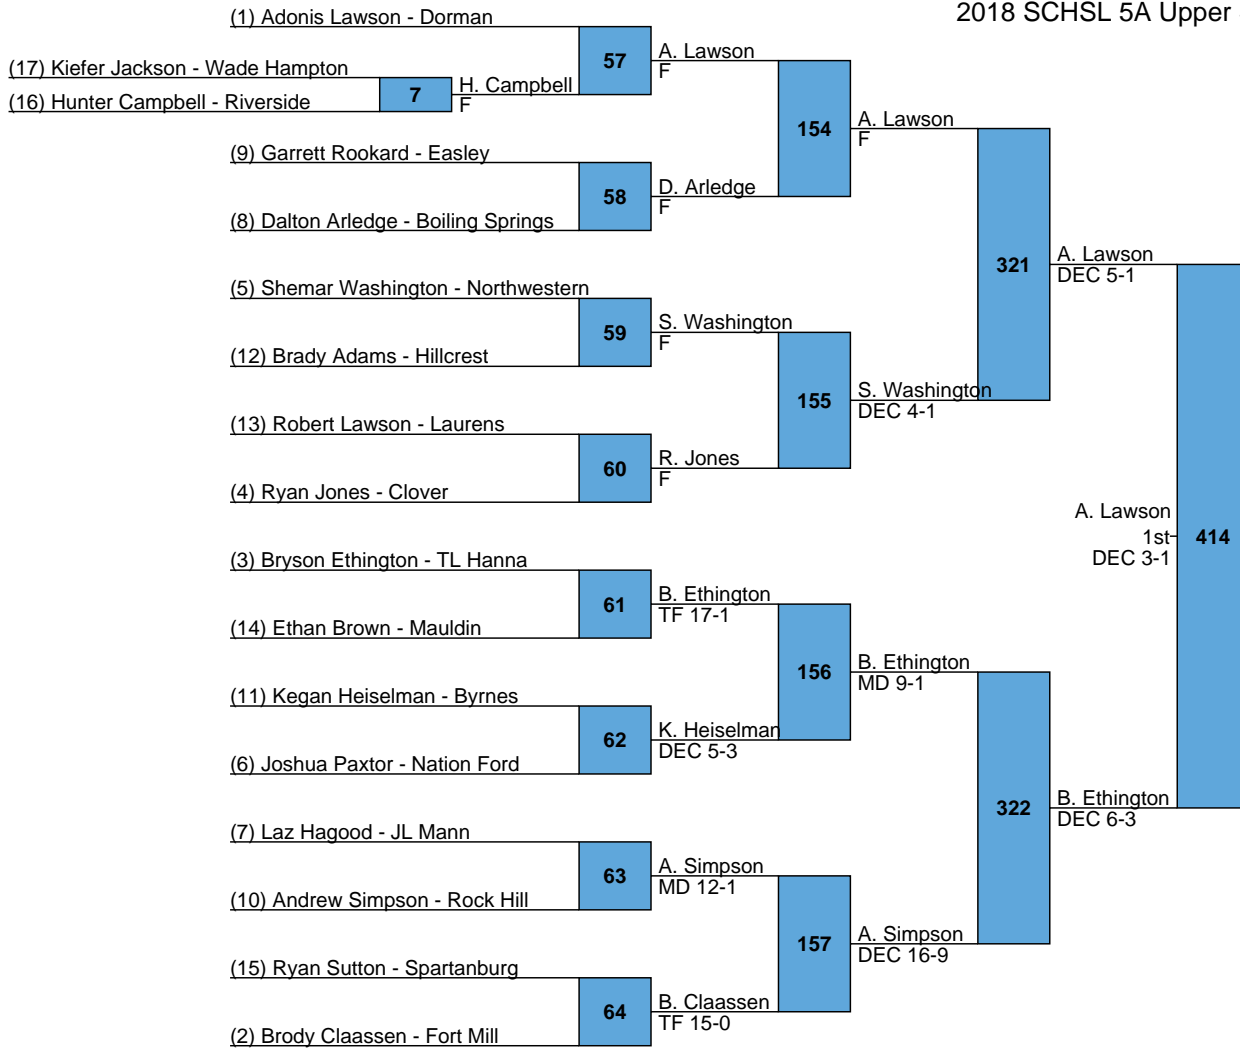 2018 SCHSL 5A Upper
(1) Adonis Lawson - Dorman
57
A. Lawson
F
(17) Kiefer Jackson - Wade Hampton
7
H. Campbell
F
(16) Hunter Campbell - Riverside
154
A. Lawson
F
(9) Garrett Rookard - Easley
58
D. Arledge
F
(8) Dalton Arledge - Boiling Springs
321
A. Lawson
DEC 5-1
(5) Shemar Washington - Northwestern
59
S. Washington
F
(12) Brady Adams - Hillcrest
155
S. Washington
DEC 4-1
(13) Robert Lawson - Laurens
60
R. Jones
F
(4) Ryan Jones - Clover
A. Lawson
1st
DEC 3-1
414
(3) Bryson Ethington - TL Hanna
61
B. Ethington
TF 17-1
(14) Ethan Brown - Mauldin
156
B. Ethington
MD 9-1
(11) Kegan Heiselman - Byrnes
62
K. Heiselman
DEC 5-3
(6) Joshua Paxtor - Nation Ford
322
B. Ethington
DEC 6-3
(7) Laz Hagood - JL Mann
63
A. Simpson
MD 12-1
(10) Andrew Simpson - Rock Hill
157
A. Simpson
DEC 16-9
(15) Ryan Sutton - Spartanburg
64
B. Claassen
TF 15-0
(2) Brody Claassen - Fort Mill